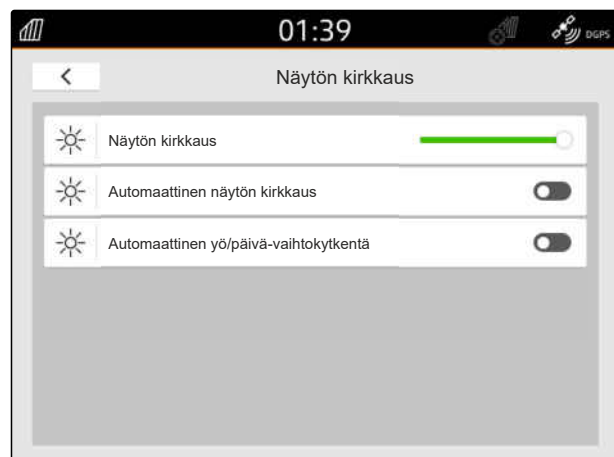 01:39
DGPS
Näytön kirkkaus
Näytön kirkkaus
Automaattinen näytön kirkkaus
Automaattinen yö/päivä-vaihtokytkentä